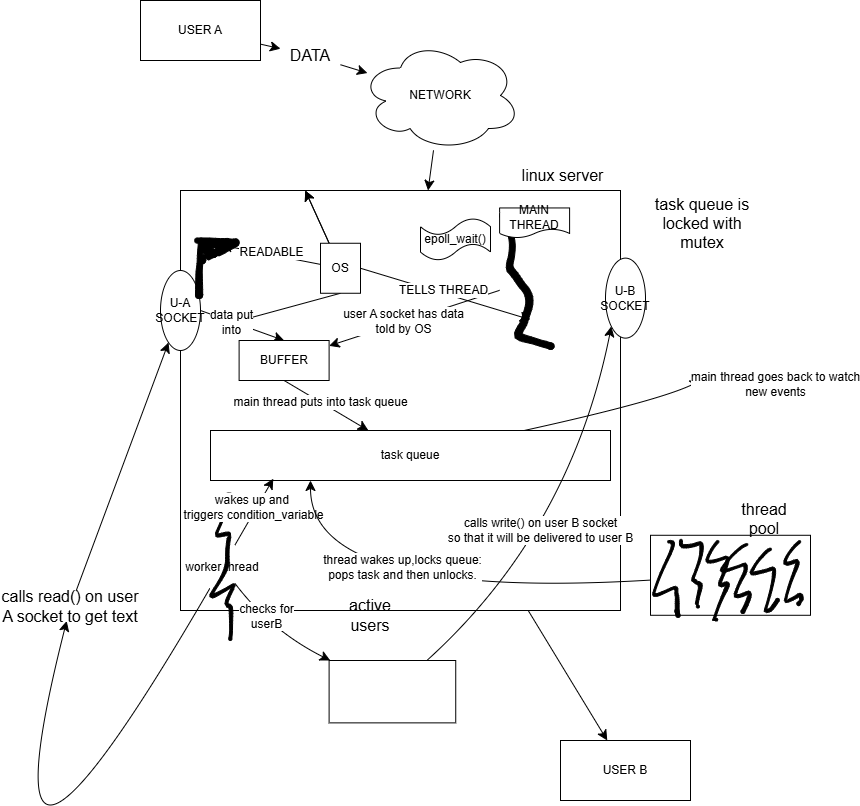 USER A
DATA
NETWORK
linux server
task queue is
locked with
mutex
MAIN
THREAD
epoll_wait()
READABLE
OS
TELLS THREAD
U-A
SOCKET
U-B
SOCKET
data put
into
user A socket has data
told by OS
BUFFER
main thread goes back to watch
new events
main thread puts into task queue
task queue
wakes up and
triggers condition_variable
calls write() on user B socket
so that it will be delivered to user B
thread
pool
thread wakes up,locks queue:
pops task and then unlocks.
worker thread
calls read() on user
A socket to get text
checks for
userB
active
users
USER B